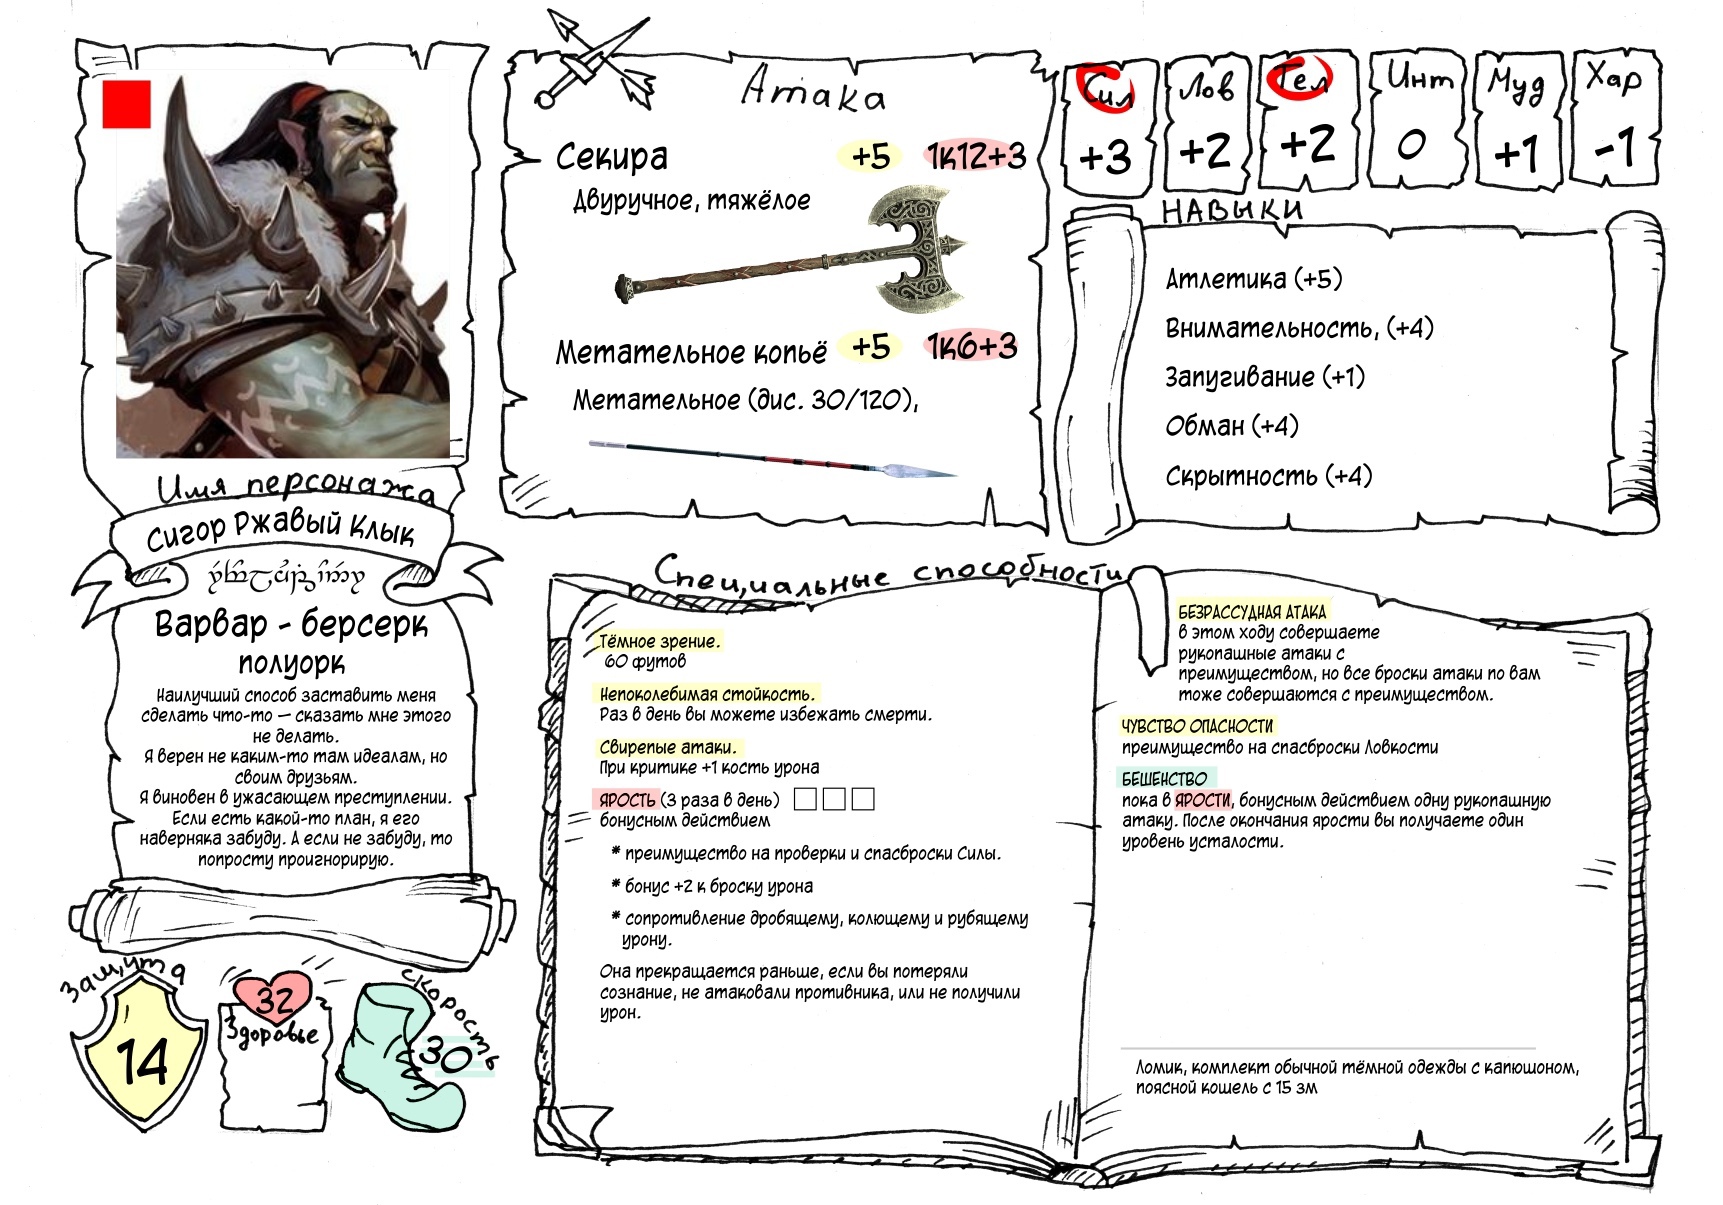 Имя персонажа
Сигор Ржавый Клык
Варвар - берсерк
полуорк
Наилучший способ заставить меня
сделать что-то — сказать мне этого
не делать.
Я верен не каким-то там идеалам, но
своим друзьям.
Я виновен в ужасающем преступлении.
Если есть какой-то план, я его
наверняка забуду. А если не забуду, то
попросту проигнорирую.
Защита
14
32
Здоровье
скорость
30
Атака
Секира +5 1к12+3
Двуручное, тяжёлое
Метательное копьё +5 1к6+3
Метательное (дис. 30/120),
Сил Лов Тел Инт Муд Хар
+3 +2 +2 0 +1 -1
НАВЫКИ
Атлетика (+5)
Внимательность, (+4)
Запугивание (+1)
Обман (+4)
Скрытность (+4)
Специальные способности
Тёмное зрение.
60 футов
Непоколебимая стойкость.
Раз в день вы можете избежать смерти.
Свирепые атаки.
При критике +1 кость урона
ЯРОСТЬ (3 раза в день)
бонусным действием
* преимущество на проверки и спасброски Силы.
* бонус +2 к броску урона
* сопротивление дробящему, колющему и рубящему
урону.
Она прекращается раньше, если вы потеряли
сознание, не атаковали противника, или не получили
урон.
БЕЗРАССУДНАЯ АТАКА
в этом ходу совершаете
рукопашные атаки с
преимуществом, но все броски атаки по вам
тоже совершаются с преимуществом.
ЧУВСТВО ОПАСНОСТИ
преимущество на спасброски Ловкости
БЕШЕНСТВО
пока в ЯРОСТИ, бонусным действием одну рукопашную
атаку. После окончания ярости вы получаете один
уровень усталости.
Ломик, комплект обычной тёмной одежды с капюшоном,
поясной кошель с 15 зм